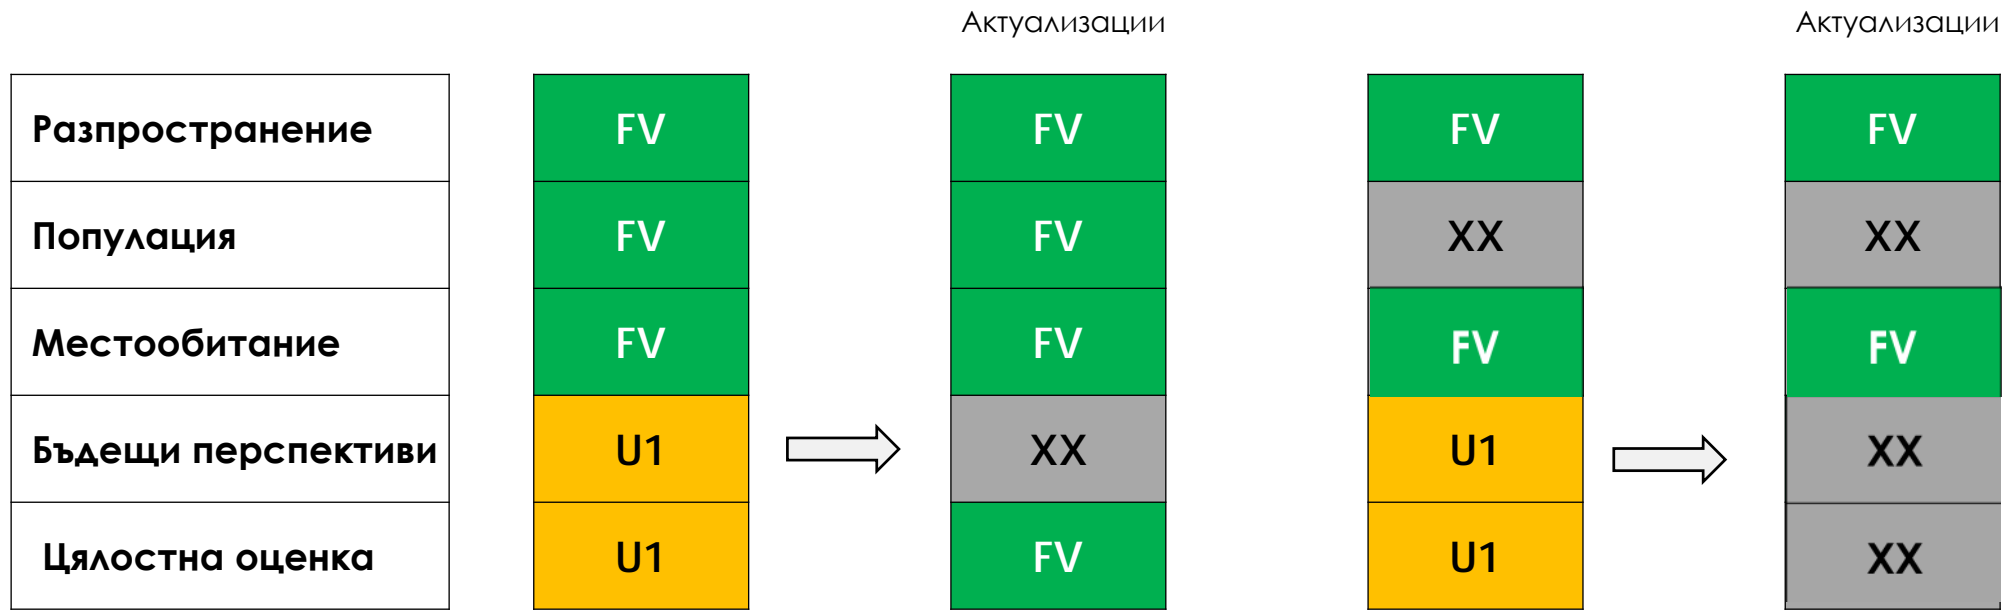 Актуализации Актуализации
Разпространение FV FV FV FV
Популация FV FV XX XX
Местообитание FV FV FV FV
Бъдещи перспективи U1 XX U1 XX
Цялостна оценка U1 FV U1 XX